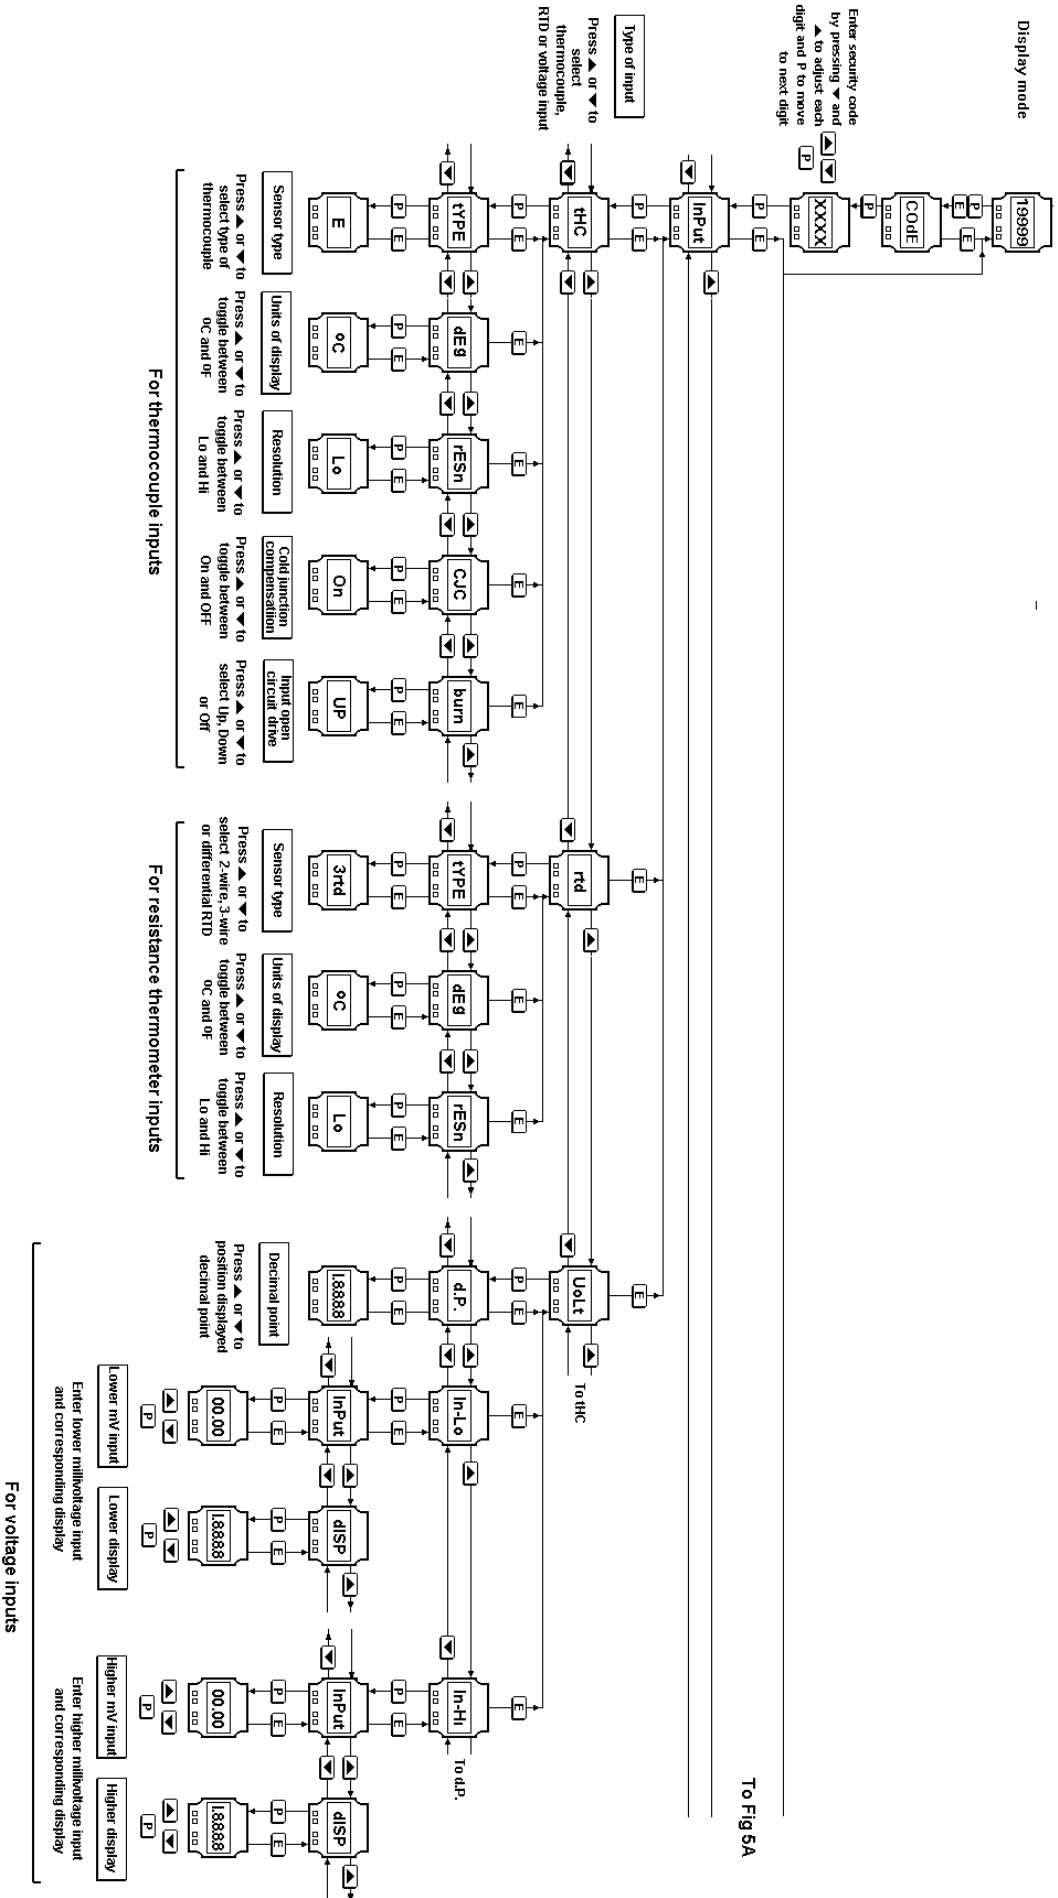 Display mode
19999
P
E
E
COdE
P
Enter security code
by pressing ▼ and
▲ to adjust each
digit and P to move
to next digit
▲ ▼
P
XXXX
P
E
To Fig 5A
InPut
▼
▲
P
E
E
E
Type of input
Press ▲ or ▼ to
select
thermocouple,
RTD or voltage input
tHC
▼
▼
▲
rtd
▼
▲
UoLt
▼
▲
To tHC
P
E
E
E
E
E
P
E
E
E
P
E
E
E
tYPE
dEg
rESn
CJC
burn
tYPE
dEg
rESn
d.P.
In-Lo
In-Hi
To d.P.
P
E
P
E
P
E
P
E
P
E
P
E
P
E
P
E
P
E
P
E
P
E
E
oC
Lo
On
UP
3rtd
oC
Lo
1.8.8.8.8
InPut
dISP
InPut
dISP
P
E
P
E
P
E
P
E
00.00
1.8.8.8.8
00.00
1.8.8.8.8
▲ ▼
P
▲ ▼
P
▲ ▼
P
▲ ▼
P
Sensor type
Press ▲ or ▼ to
select type of
thermocouple
Units of display
Press ▲ or ▼ to
toggle between
oC and oF
Resolution
Press ▲ or ▼ to
toggle between
Lo and Hi
Cold junction
compensatiion
Press ▲ or ▼ to
toggle between
On and OFF
Input open
circuit drive
Press ▲ or ▼ to
select Up, Down
or Off
For thermocouple inputs
Sensor type
Press ▲ or ▼ to
select 2-wire, 3-wire
or differential RTD
Units of display
Press ▲ or ▼ to
toggle between
oC and oF
Resolution
Press ▲ or ▼ to
toggle between
Lo and Hi
For resistance thermometer inputs
Decimal point
Press ▲ or ▼ to
position displayed
decimal point
Lower mV input
Lower display
Enter lower millivoltage input
and corresponding display
Higher mV input
Higher display
Enter higher millivoltage input
and corresponding display
For voltage inputs